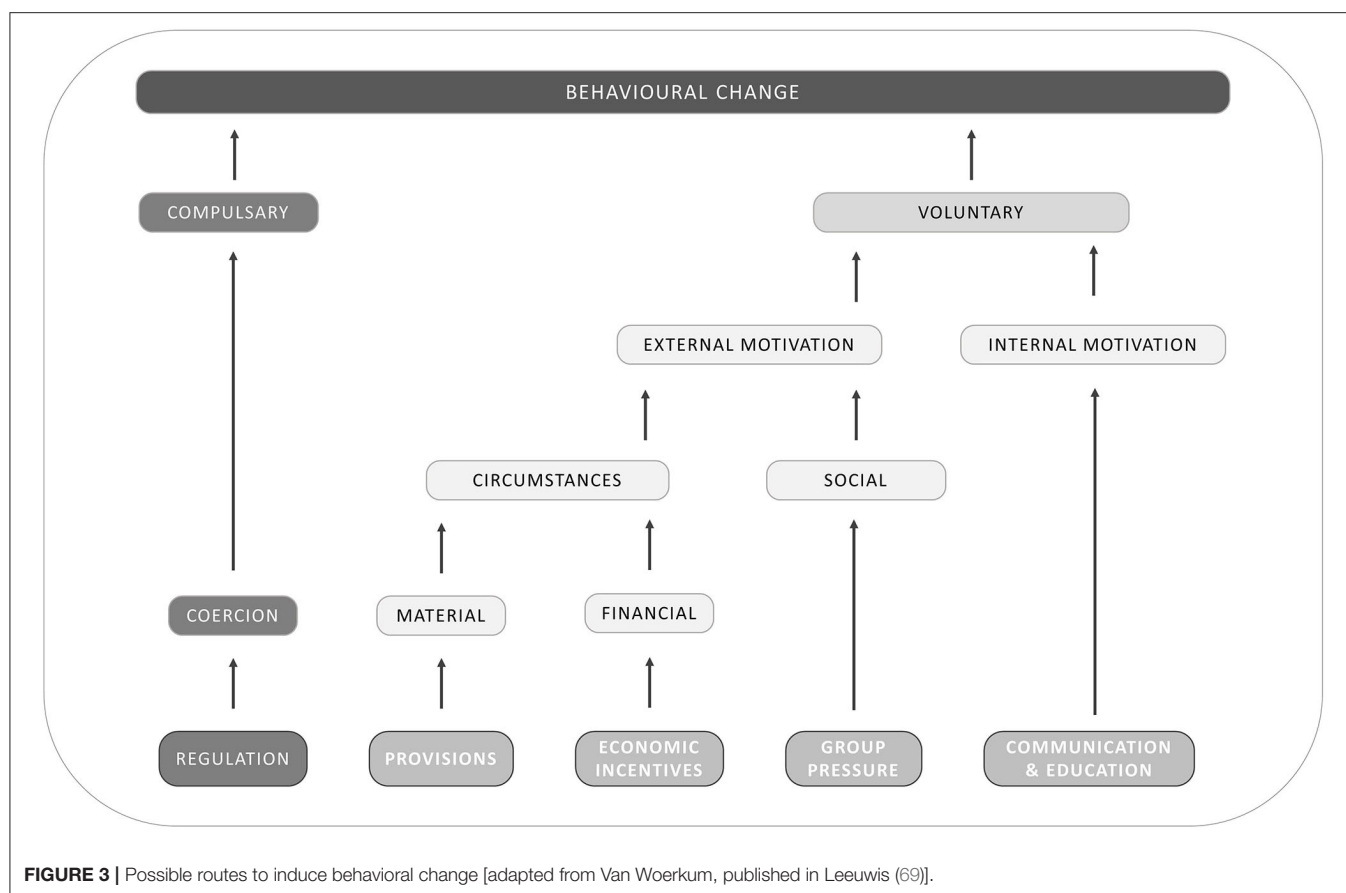 BEHAVIOURAL CHANGE
COMPULSARY
VOLUNTARY
EXTERNAL MOTIVATION
INTERNAL MOTIVATION
CIRCUMSTANCES
SOCIAL
COERCION
MATERIAL
FINANCIAL
REGULATION
PROVISIONS
ECONOMIC
INCENTIVES
GROUP
PRESSURE
COMMUNICATION
& EDUCATION
FIGURE 3 | Possible routes to induce behavioral change [adapted from Van Woerkum, published in Leeuwis (69)].